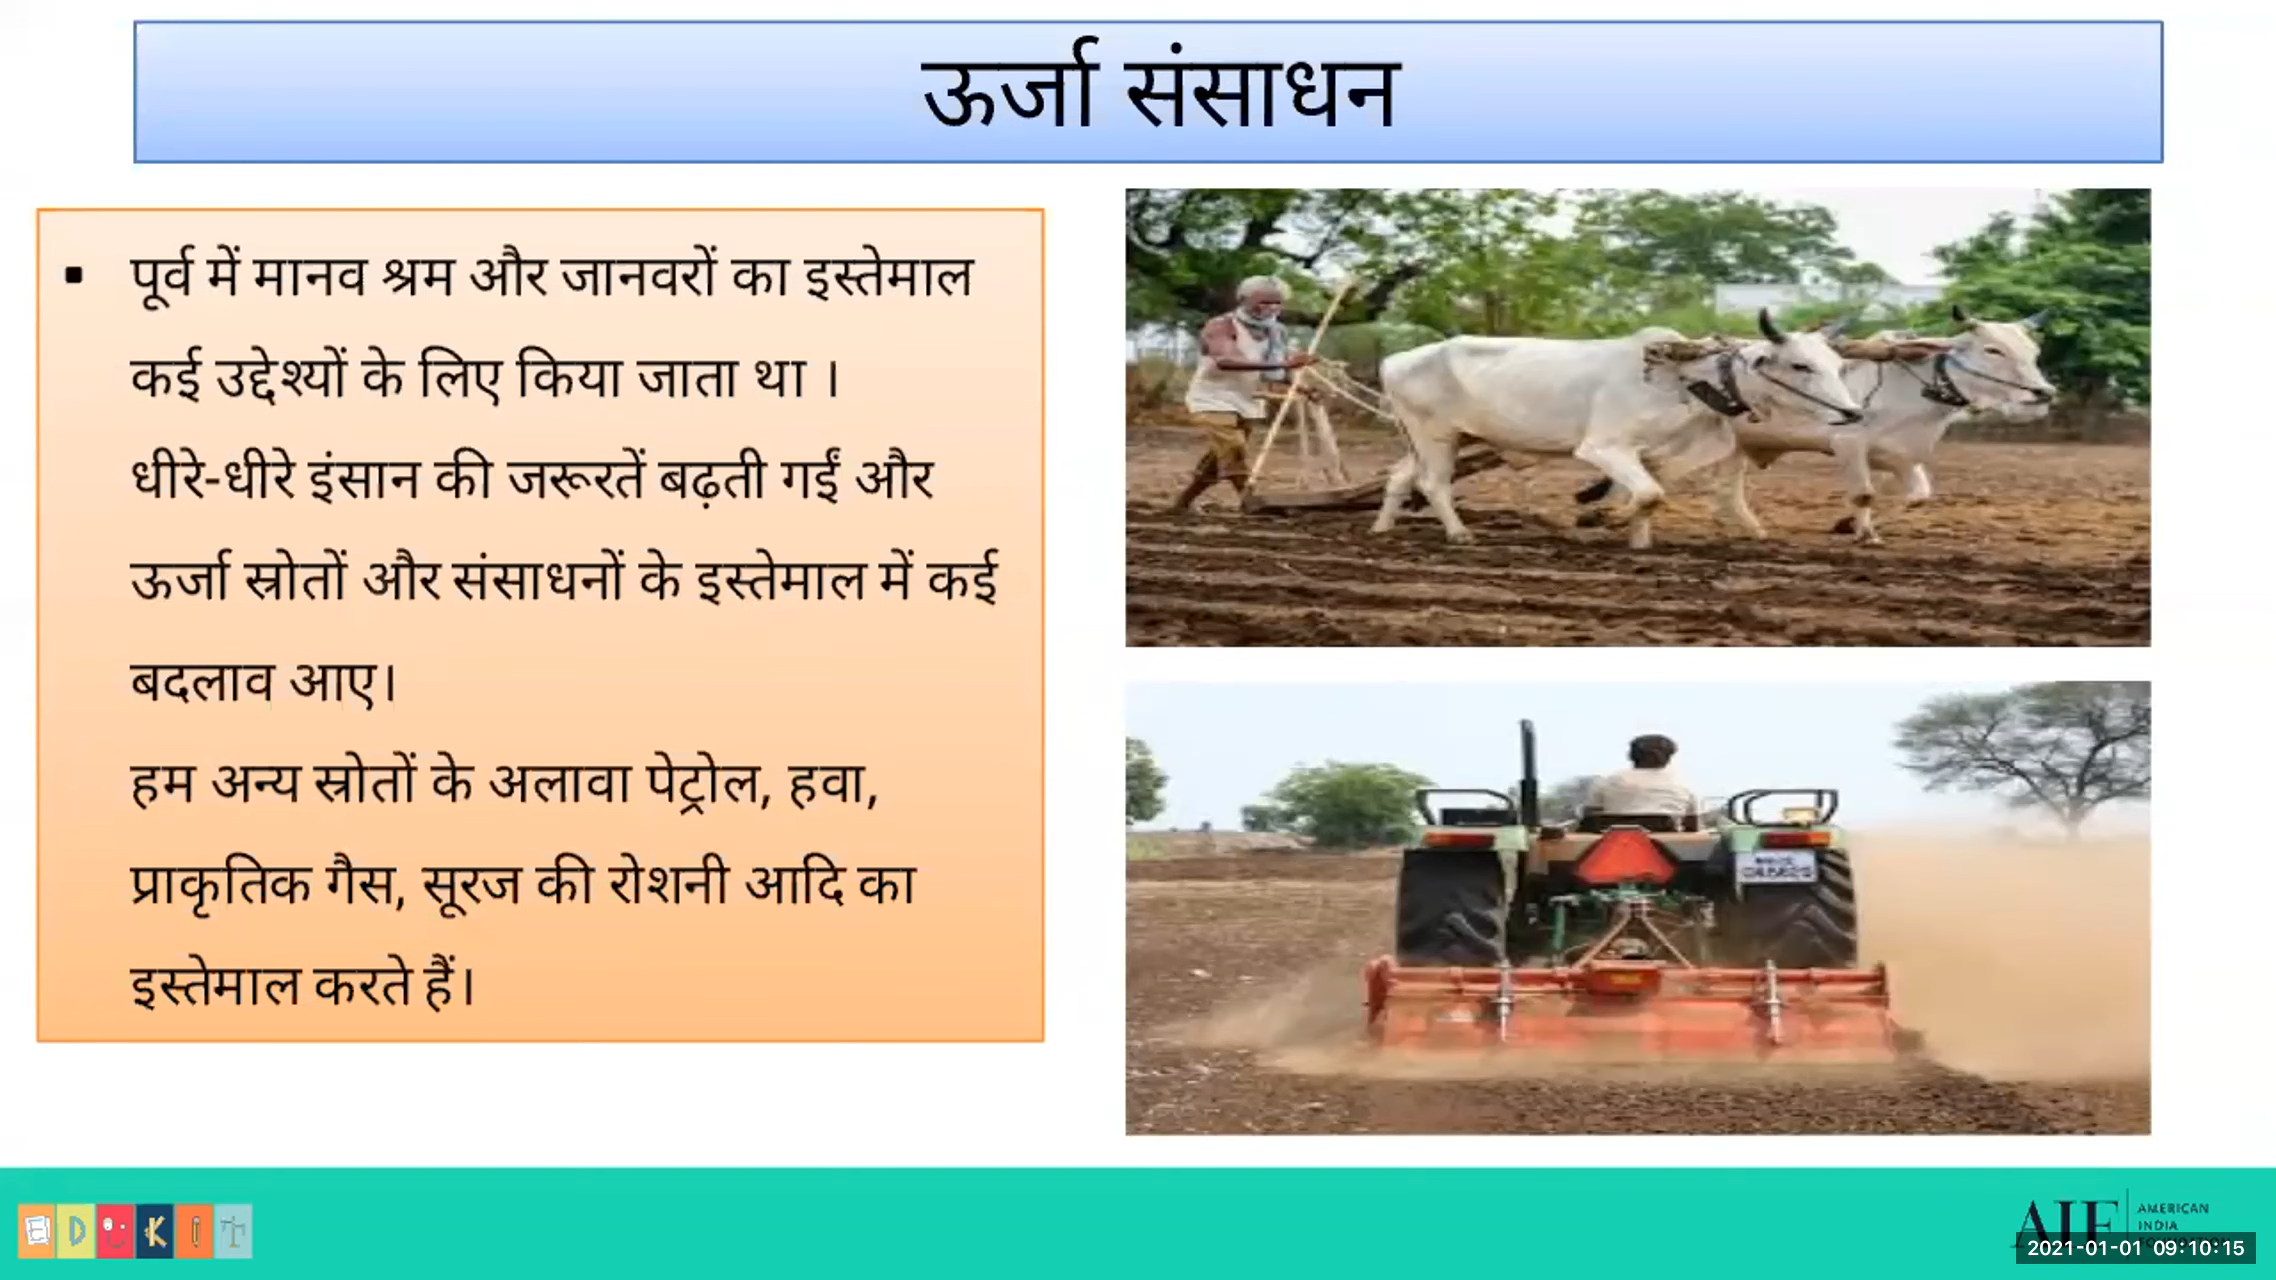 ऊर्जा संसाधन
▪ पूर्व में मानव श्रम और जानवरों का इस्तेमाल
कई उद्देश्यों के लिए किया जाता था ।
धीरे-धीरे इंसान की जरूरतें बढ़ती गईं और
ऊर्जा स्रोतों और संसाधनों के इस्तेमाल में कई
बदलाव आए।
हम अन्य स्रोतों के अलावा पेट्रोल, हवा,
प्राकृतिक गैस, सूरज की रोशनी आदि का
इस्तेमाल करते हैं।
EDUKIT
AIF
AMERICAN
INDIA
2021-01-01 09:10:15